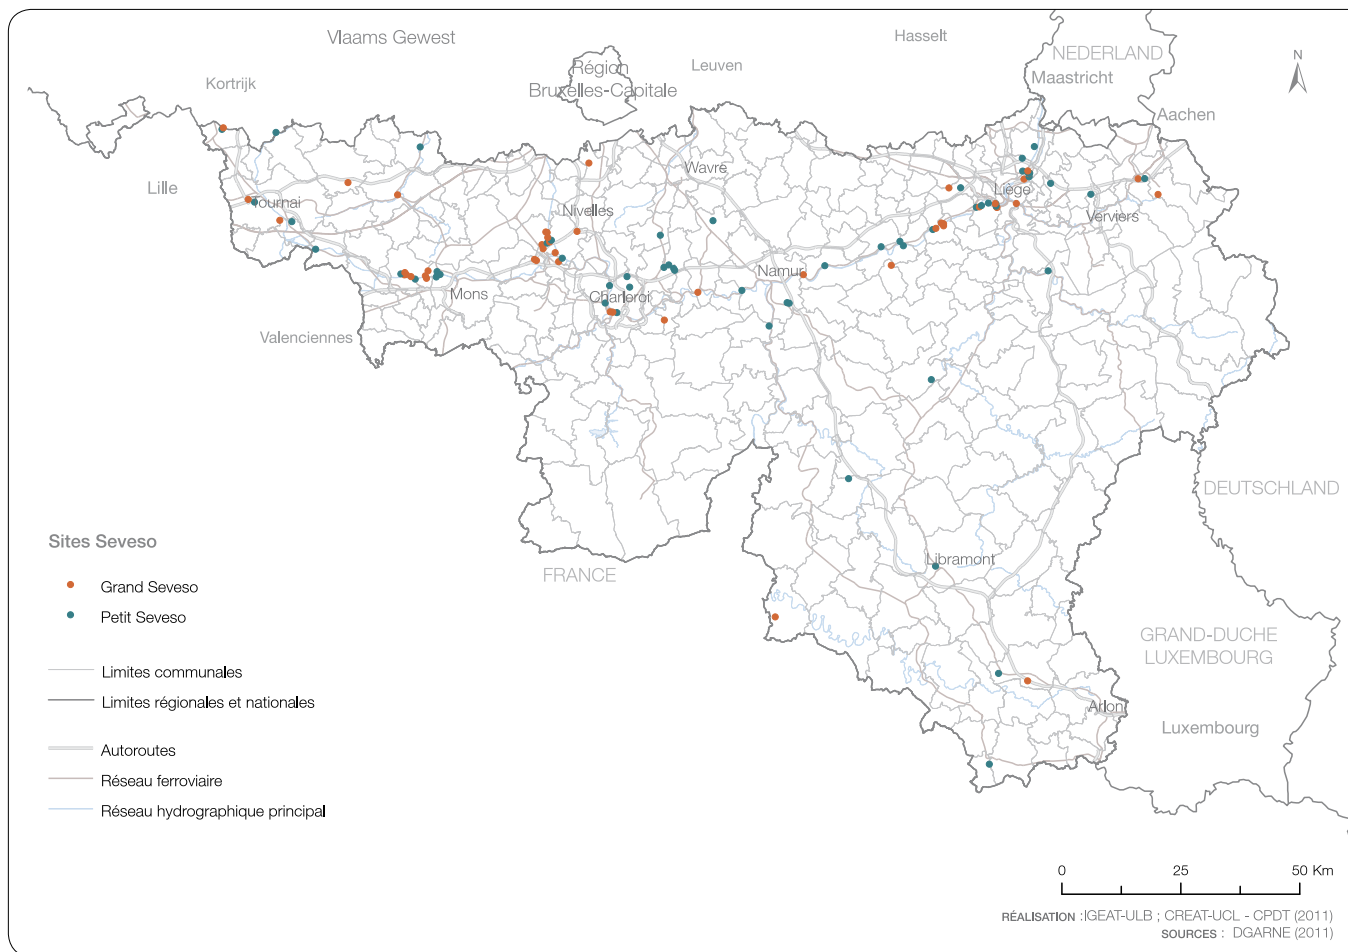 Vlaams Gewest
Hasselt
NEDERLAND
Maastricht
N
Région
Bruxelles-Capitale
Leuven
Kortrijk
Aachen
Lille
Wavre
Liège
Tournai
Nivelles
Verviers
Namur
Mons
Charleroi
Valenciennes
DEUTSCHLAND
Sites Seveso
Grand Seveso
Petit Seveso
FRANCE
Libramont
GRAND-DUCHE
LUXEMBOURG
Limites communales
Limites régionales et nationales
Arlon
Luxembourg
Autoroutes
Réseau ferroviaire
Réseau hydrographique principal
0 25 50 Km
RÉALISATION : IGEAT-ULB ; CREAT-UCL - CPDT (2011)
SOURCES : DGARNE (2011)